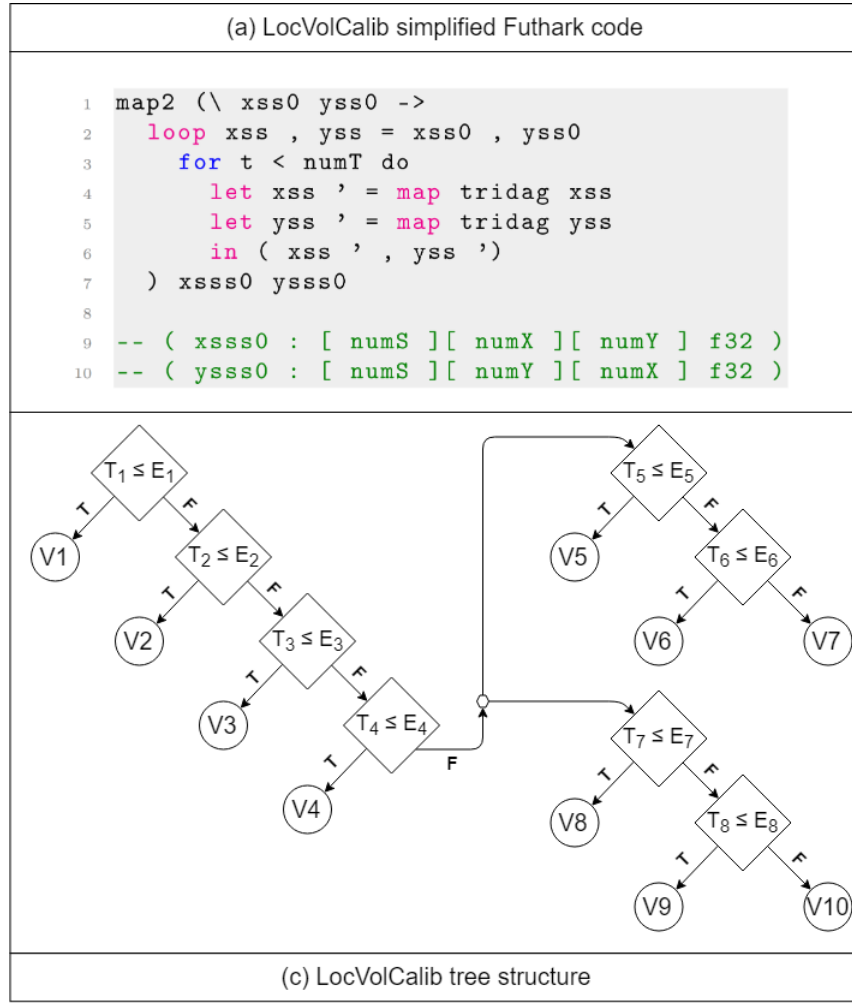 (a) LocVolCalib simplified Futhark code
1 map2 (\ xss0 yss0 ->
2 loop xss , yss = xss0 , yss0
3 for t < numT do
4 let xss ’ = map tridag xss
5 let yss ’ = map tridag yss
6 in ( xss ’ , yss ’)
7 ) xsss0 ysss0
8
9 -- ( xsss0 : [ numS ][ numX ][ numY ] f32 )
10 -- ( ysss0 : [ numS ][ numY ][ numX ] f32 )
T₁ ≤ E₁
T
F
V1
T₂ ≤ E₂
T
F
V2
T₃ ≤ E₃
T
F
V3
T₄ ≤ E₄
T
F
V4
T₅ ≤ E₅
T
F
V5
T₆ ≤ E₆
T
F
V6
V7
T₇ ≤ E₇
T
F
V8
T₈ ≤ E₈
T
F
V9
V10
(c) LocVolCalib tree structure